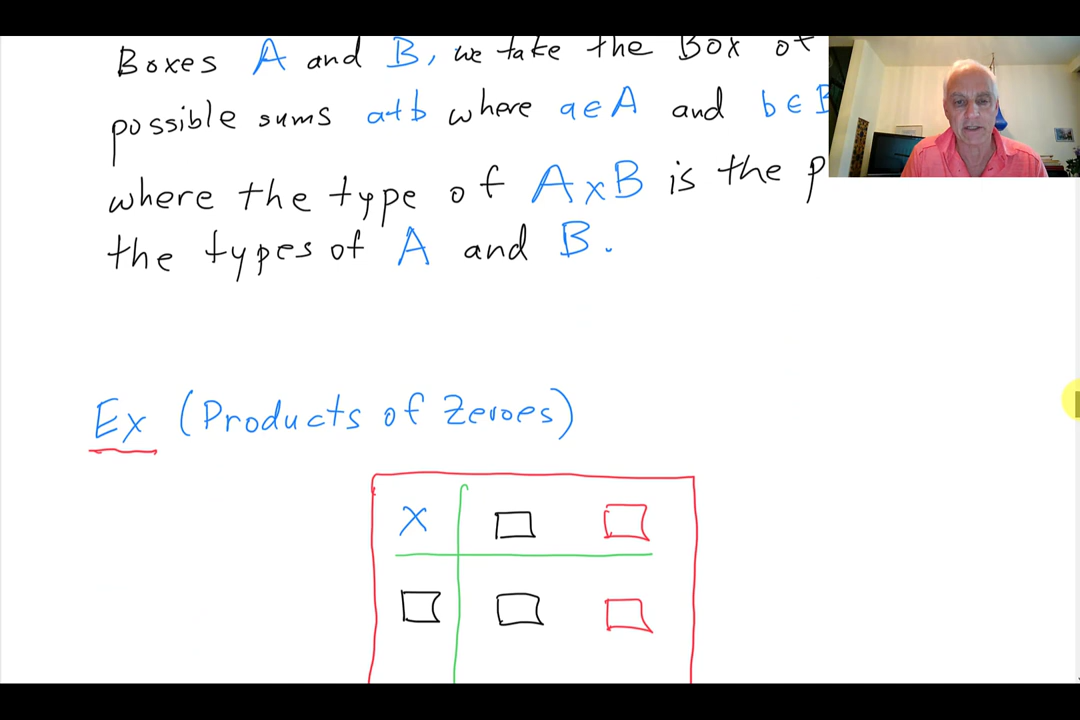 Boxes A and B, we take the Box of
possible sums a+b where a∈A and b∈B
where the type of A×B is the
the types of A and B.
Ex (Products of Zeroes)
×